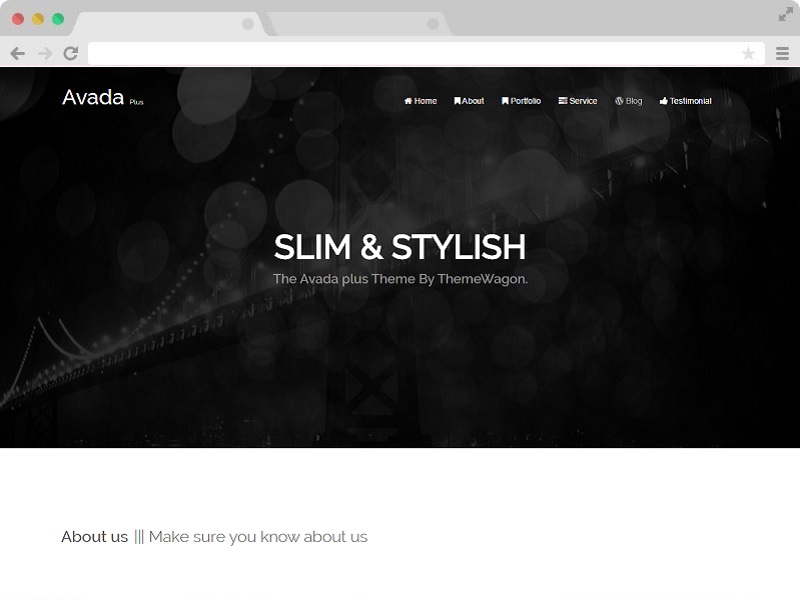 Avada Plus
Home About Portfolio Service Blog Testimonial
SLIM & STYLISH
The Avada plus Theme By ThemeWagon.
About us ||| Make sure you know about us